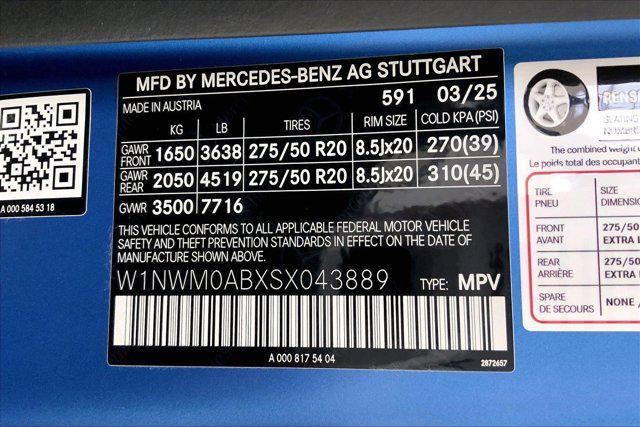 MFD BY MERCEDES-BENZ AG STUTTGART
MADE IN AUSTRIA 591 03/25
KG LB TIRES RIM SIZE COLD KPA (PSI)
GAWR FRONT 1650 3638 275/50 R20 8.5Jx20 270(39)
GAWR REAR 2050 4519 275/50 R20 8.5Jx20 310(45)
GVWR 3500 7716
THIS VEHICLE CONFORMS TO ALL APPLICABLE FEDERAL MOTOR VEHICLE
SAFETY AND THEFT PREVENTION STANDARDS IN EFFECT ON THE DATE OF
MANUFACTURE SHOWN ABOVE.
W1NWM0ABXSX043889 TYPE: MPV
A 000 817 54 04
2872657
A 000 584 53 18
SEATING
The combined weight
Le poids total des occupant
TIRE SIZE
PNEU DIMENSION
FRONT 275/50
AVANT EXTRA
REAR 275/50
ARRIÈRE EXTRA
SPARE
DE SECOURS NONE